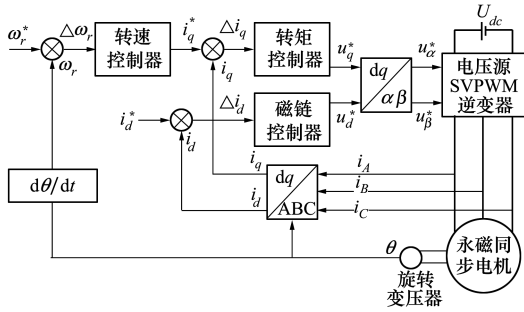 U_dc
ω_r^*
△ω_r
ω_r
转速
控制器
i_q^*
△i_q
i_q
转矩
控制器
u_q^*
dq
αβ
u_α^*
u_β^*
电压源
SVPWM
逆变器
i_d^*
△i_d
i_d
磁链
控制器
u_d^*
i_q
i_d
dq
ABC
i_A
i_B
i_C
dθ/dt
θ
旋转
变压器
永磁同
步电机